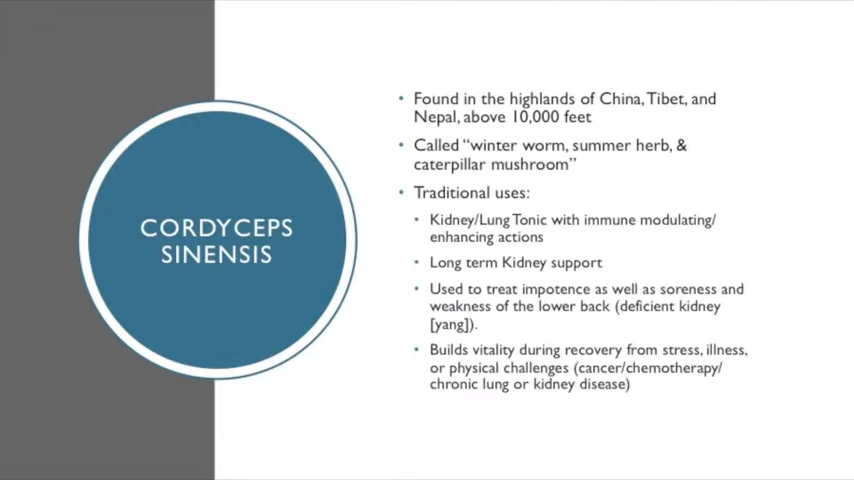 CORDYCEPS
SINENSIS
• Found in the highlands of China, Tibet, and
Nepal, above 10,000 feet
• Called “winter worm, summer herb, &
caterpillar mushroom”
• Traditional uses:
• Kidney/Lung Tonic with immune modulating/
enhancing actions
• Long term Kidney support
• Used to treat impotence as well as soreness and
weakness of the lower back (deficient kidney
[yang]).
• Builds vitality during recovery from stress, illness,
or physical challenges (cancer/chemotherapy/
chronic lung or kidney disease)